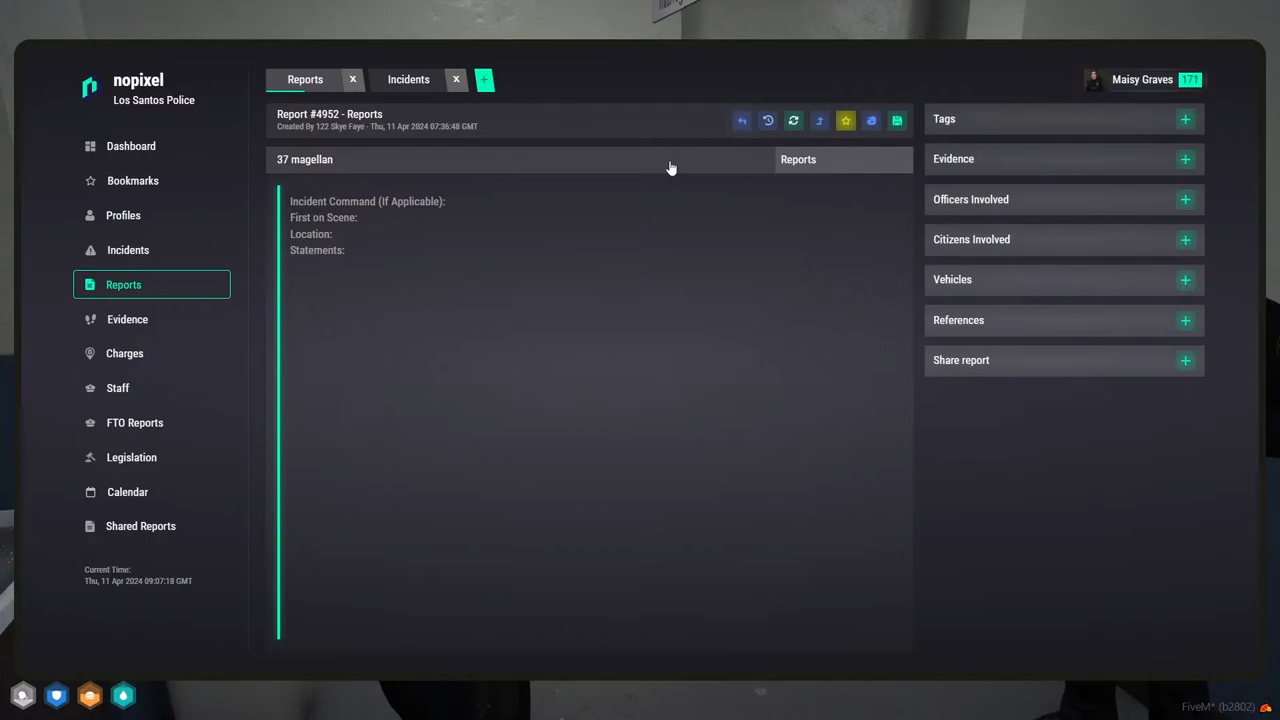 nopixel
Los Santos Police
Dashboard
Bookmarks
Profiles
Incidents
Reports
Evidence
Charges
Staff
FTO Reports
Legislation
Calendar
Shared Reports
Current Time:
Thu, 11 Apr 2024 09:07:18 GMT
Reports x Incidents x +
Report #4952 - Reports
Created By 122 Skye Faye - Thu, 11 Apr 2024 07:36:48 GMT
37 magellan Reports
Incident Command (If Applicable):
First on Scene:
Location:
Statements:
Maisy Graves 171
Tags +
Evidence +
Officers Involved +
Citizens Involved +
Vehicles +
References +
Share report +
FiveM* (b2802)